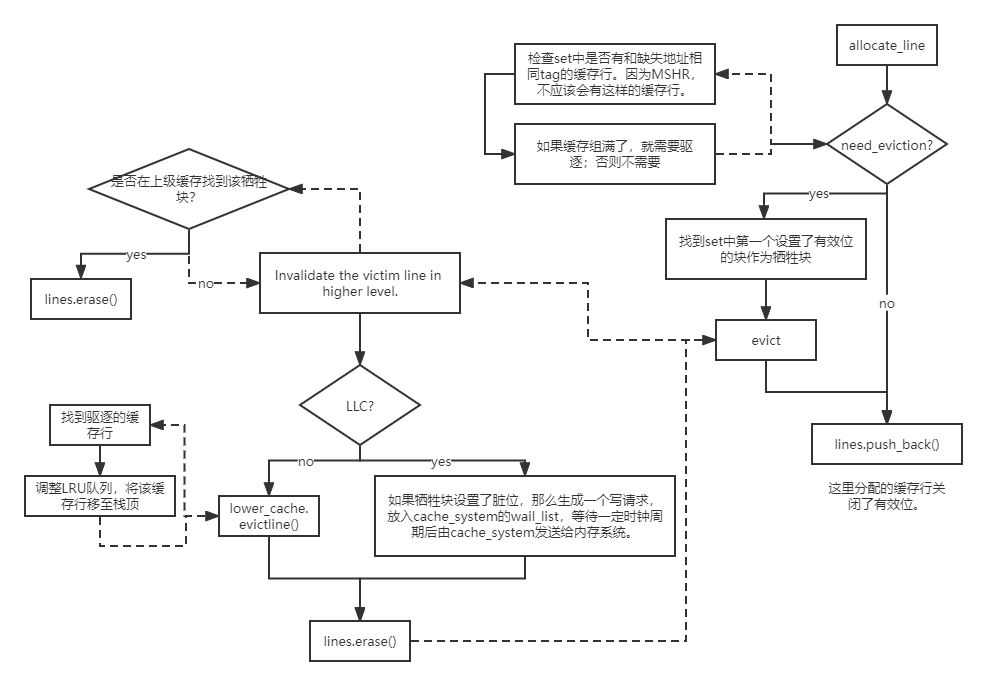 allocate_line
检查set中是否有和缺失地址相
同tag的缓存行。因为MSHR,
不应该会有这样的缓存行。
如果缓存组满了，就需要驱
逐；否则不需要
need_eviction?
yes
no
找到set中第一个设置了有效位
的块作为牺牲块
evict
lines.push_back()
这里分配的缓存行关
闭了有效位。
是否在上级缓存找到该牺牲
块？
yes
no
lines.erase()
Invalidate the victim line in
higher level.
LLC?
no
yes
找到驱逐的缓
存行
调整LRU队列，将该缓
存行移至栈顶
lower_cache.
evictline()
如果牺牲块设置了脏位，那么生成一个写请求，
放入cache_system的wail_list，等待一定时钟周
期后由cache_system发送给内存系统。
lines.erase()